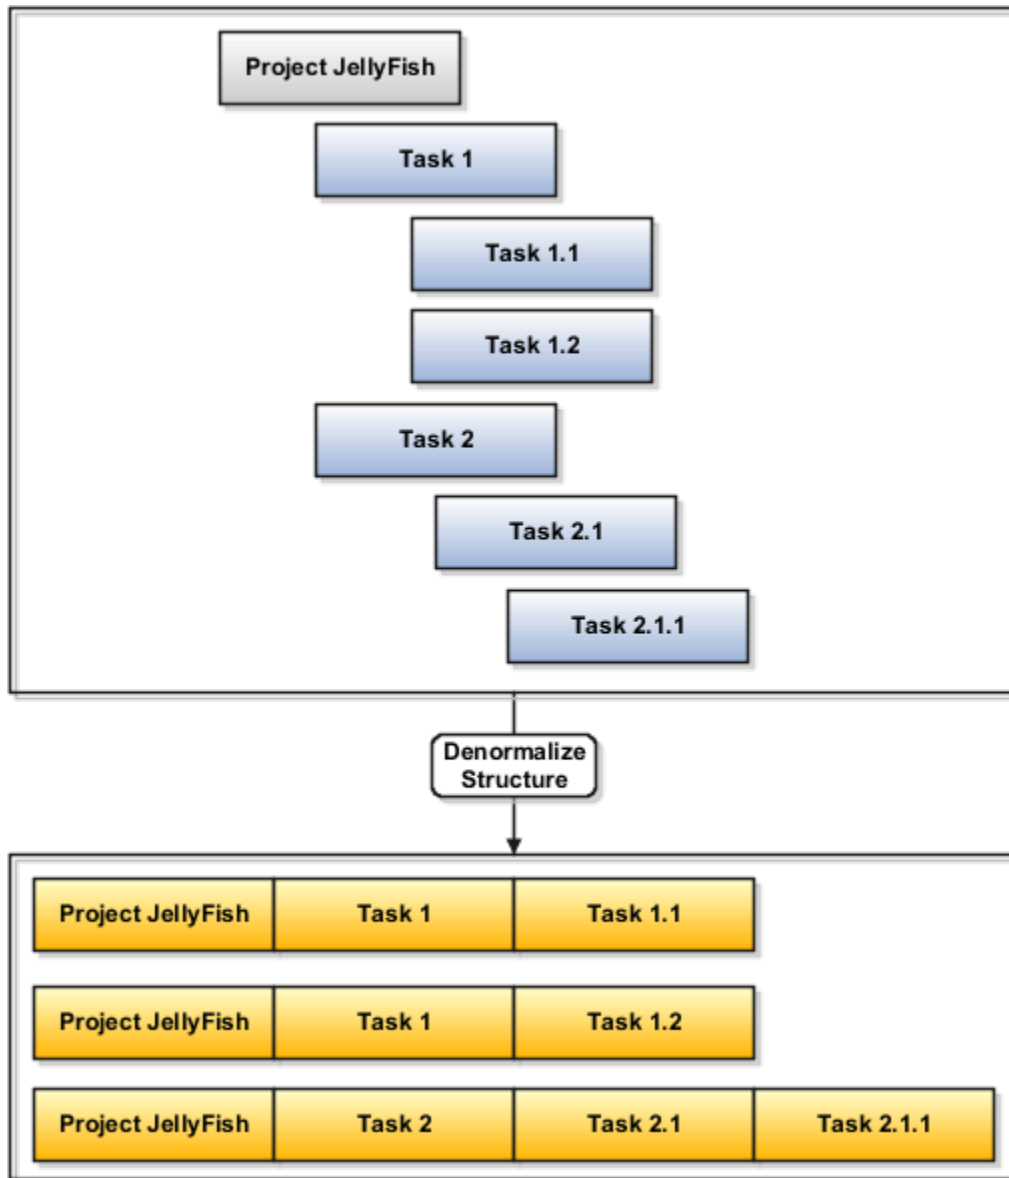 Project JellyFish
Task 1
Task 1.1
Task 1.2
Task 2
Task 2.1
Task 2.1.1
Denormalize
Structure
Project JellyFish Task 1 Task 1.1
Project JellyFish Task 1 Task 1.2
Project JellyFish Task 2 Task 2.1 Task 2.1.1